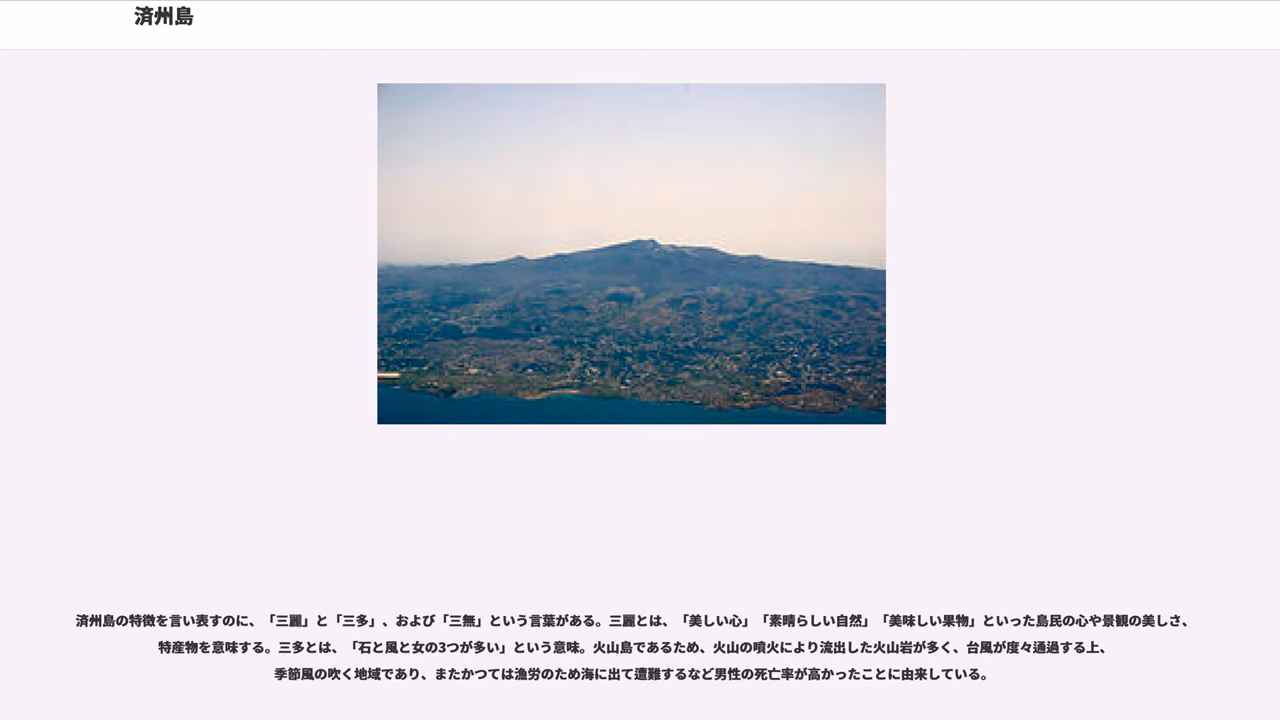 済州島
済州島の特徴を言い表すのに、「三麗」と「三多」、および「三無」という言葉がある。三麗とは、「美しい心」「素晴らしい自然」「美味しい果物」といった島民の心や景観の美しさ、
特産物を意味する。三多とは、「石と風と女の3つが多い」という意味。火山島であるため、火山の噴火により流出した火山岩が多く、台風が度々通過する上、
季節風の吹く地域であり、またかつては漁労のため海に出て遭難するなど男性の死亡率が高かったことに由来している。